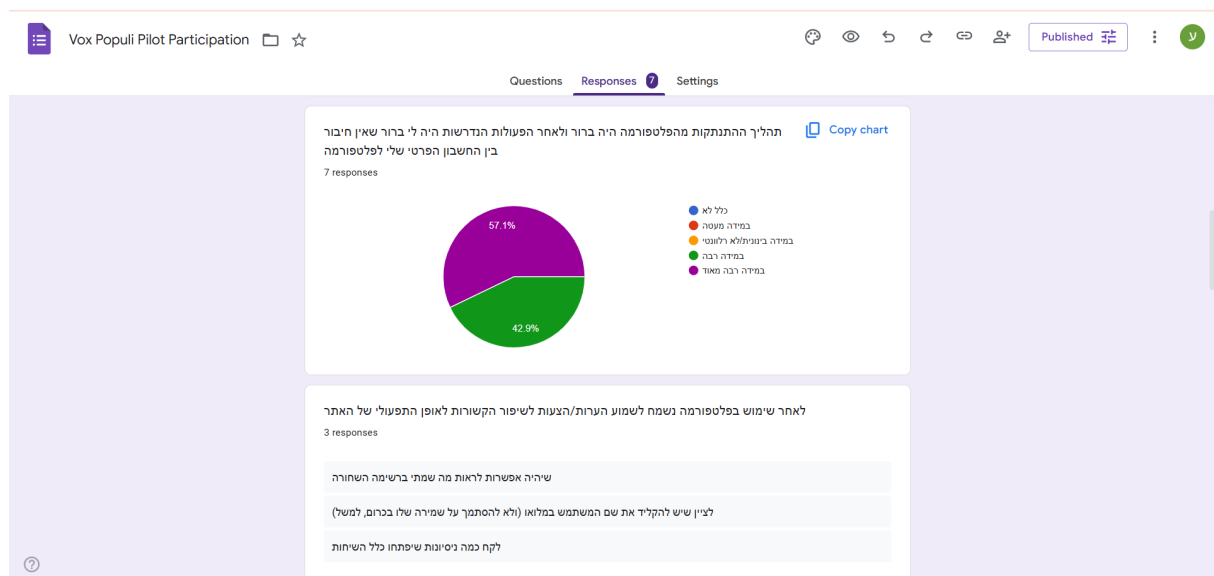 Vox Populi Pilot Participation
Published
ע
Questions
Responses 7
Settings
תהליך ההתנתקות מהפלטפורמה היה ברור ולאחר הפעולות הנדרשות היה לי ברור שאין חיבור
בין החשבון הפרטי שלי לפלטפורמה
Copy chart
7 responses
57.1%
42.9%
כלל לא
במידה מעטה
במידה בינונית/לא רלוונטי
במידה רבה
במידה רבה מאוד
לאחר שימוש בפלטפורמה נשמח לשמוע הערות/הצעות לשיפור הקשורות לאופן התפעולי של האתר
3 responses
שיהיה אפשרות לראות מה שמתי ברשימה השחורה
לציין שיש להקליד את שם המשתמש במלואו (ולא להסתמך על שמירה שלו בכרום, למשל)
לקח כמה ניסיונות שיפתחו כלל השיחות